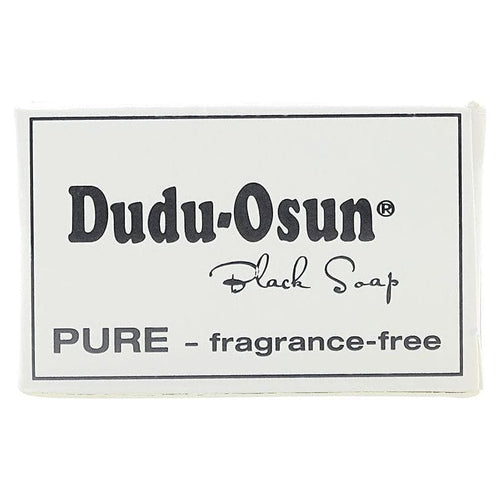 Dudu-Osun®
Black Soap
PURE – fragrance-free